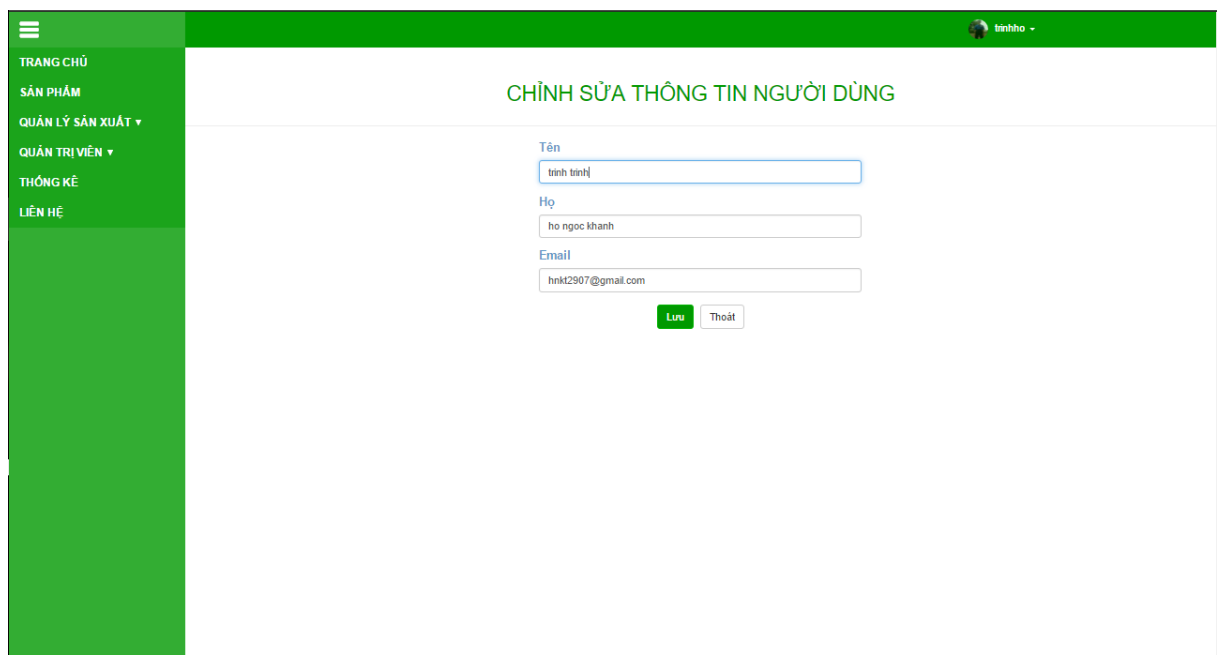 trinhho
TRANG CHỦ
SẢN PHẨM
QUẢN LÝ SẢN XUẤT ▾
QUẢN TRỊ VIÊN ▾
THỐNG KÊ
LIÊN HỆ
CHỈNH SỬA THÔNG TIN NGƯỜI DÙNG
Tên
trinh trinh
Họ
ho ngoc khanh
Email
hnkt2907@gmail.com
Lưu Thoát